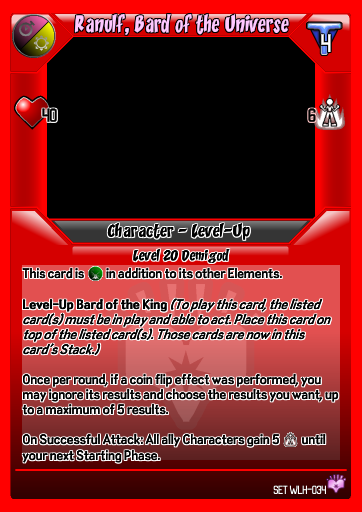 Ranulf, Bard of the Universe
4
40
6
Character - Level-Up
Level 20 Demigod
This card is in addition to its other Elements.
Level-Up Bard of the King (To play this card, the listed
card(s) must be in play and able to act. Place this card on
top of the listed card(s). Those cards are now in this
card's Stack.)
Once per round, if a coin flip effect was performed, you
may ignore its results and choose the results you want, up
to a maximum of 5 results.
On Successful Attack: All ally Characters gain 5 until
your next Starting Phase.
SET WLH-034